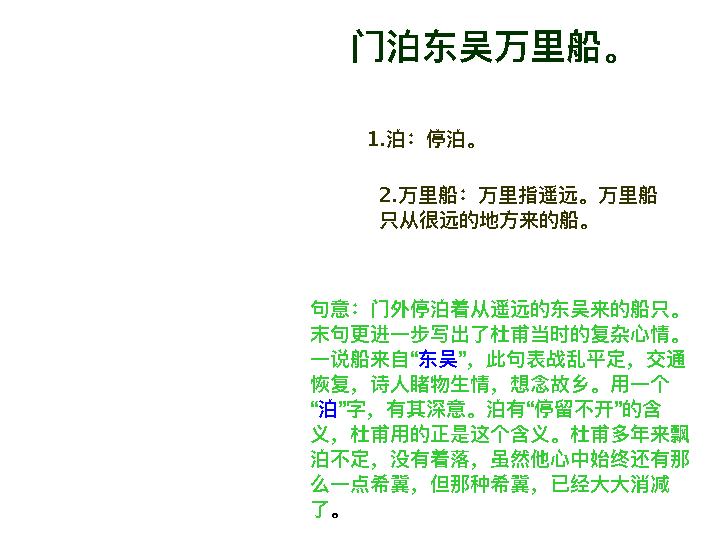 门泊东吴万里船。
1.泊：停泊。
2.万里船：万里指遥远。万里船
只从很远的地方来的船。
句意：门外停泊着从遥远的东吴来的船只。
末句更进一步写出了杜甫当时的复杂心情。
一说船来自“东吴”，此句表战乱平定，交通
恢复，诗人睹物生情，想念故乡。用一个
“泊”字，有其深意。泊有“停留不开”的含
义，杜甫用的正是这个含义。杜甫多年来飘
泊不定，没有着落，虽然他心中始终还有那
么一点希冀，但那种希冀，已经大大消减
了。